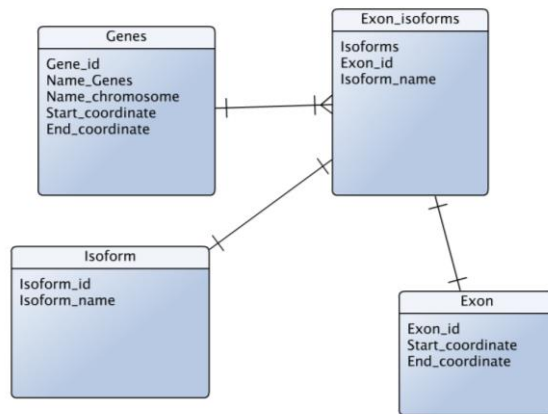 Genes
Gene_id
Name_Genes
Name_chromosome
Start_coordinate
End_coordinate
Exon_isoforms
Isoforms
Exon_id
Isoform_name
Isoform
Isoform_id
Isoform_name
Exon
Exon_id
Start_coordinate
End_coordinate